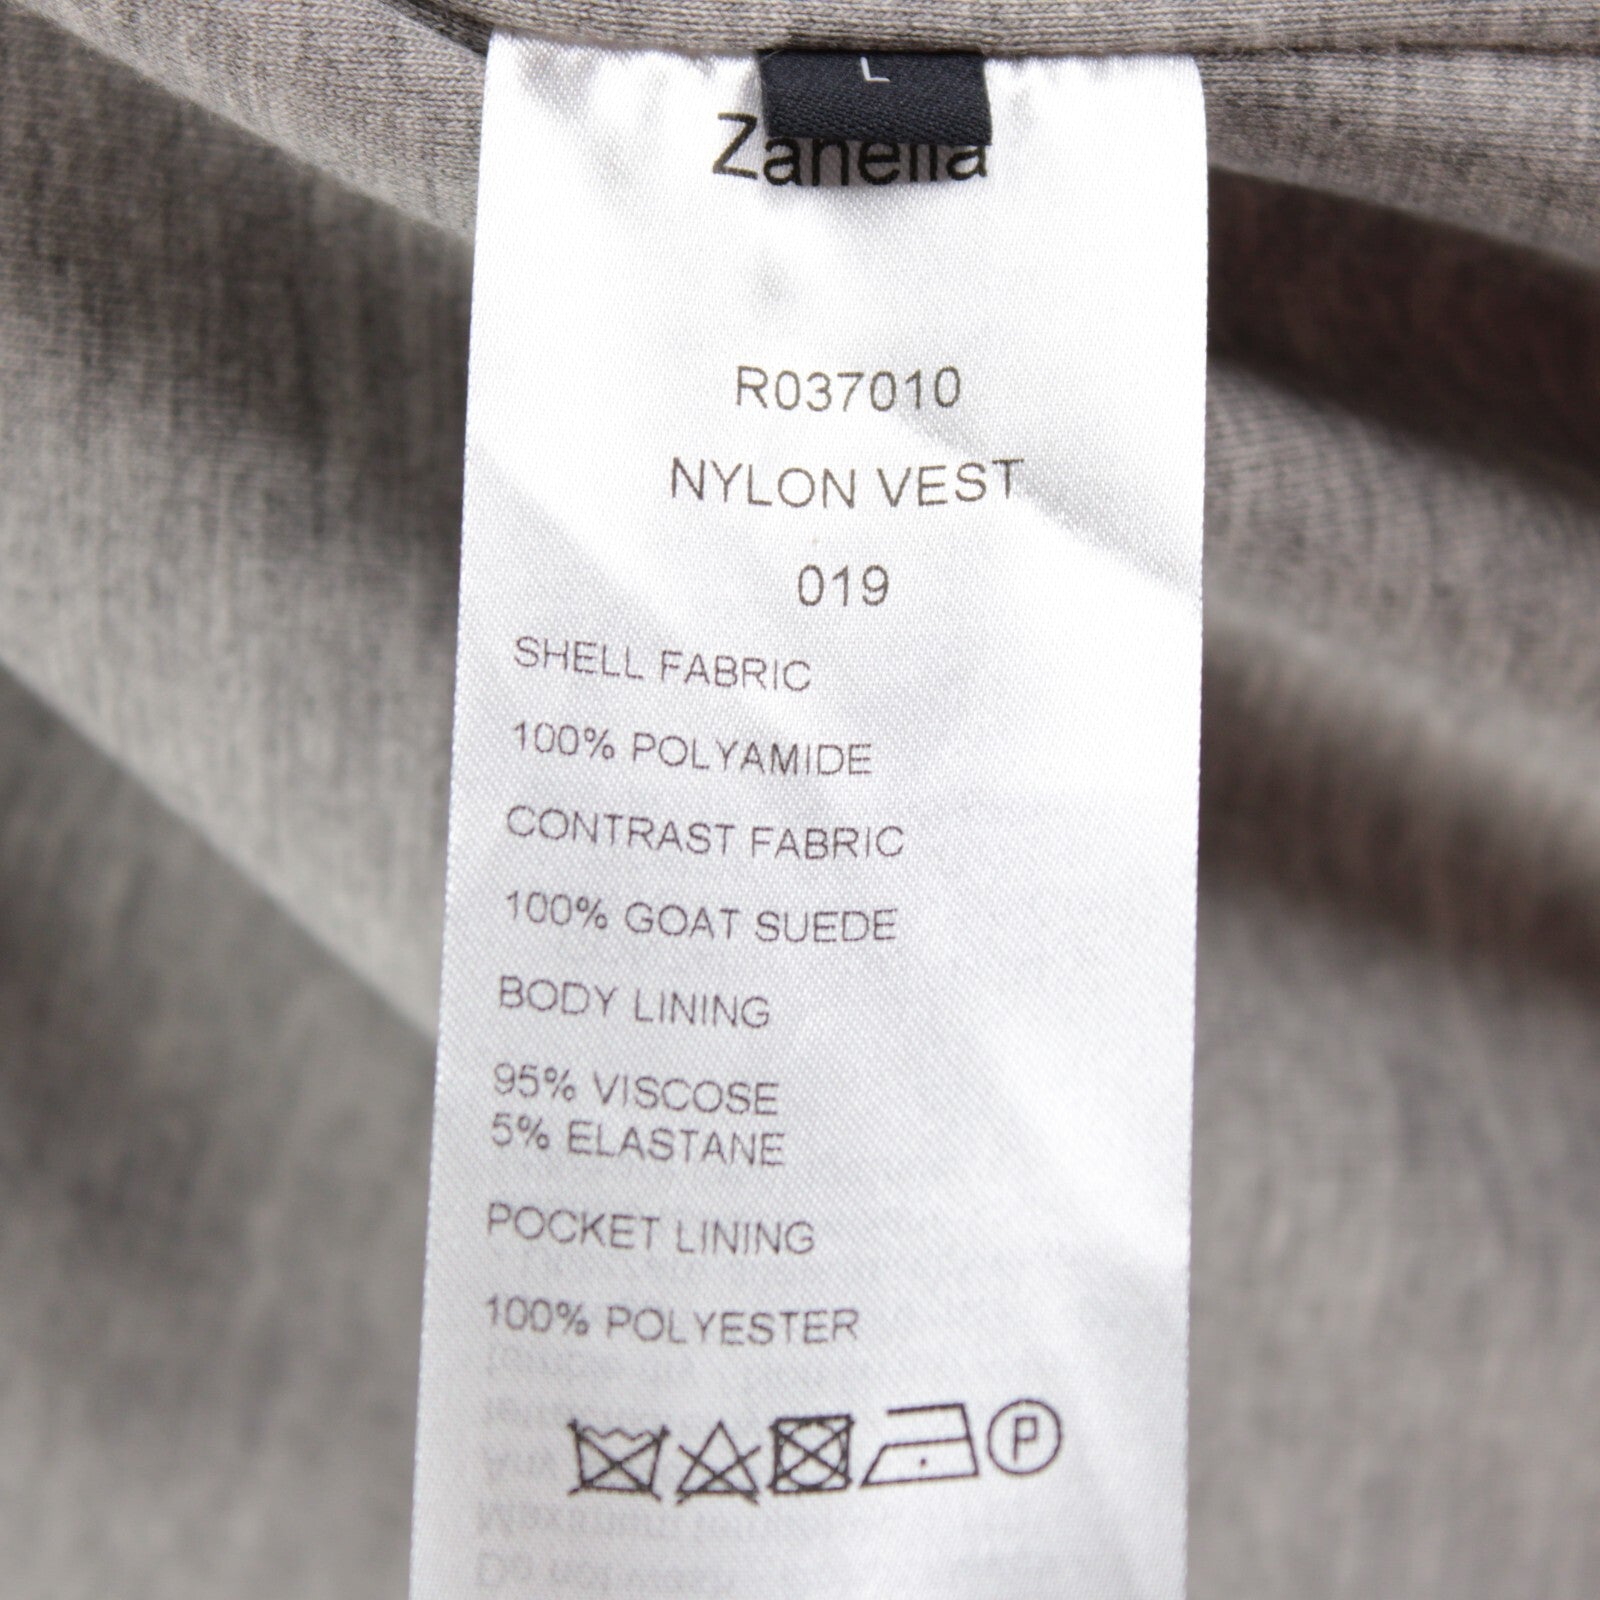 L
Zanella
R037010
NYLON VEST
019
SHELL FABRIC
100% POLYAMIDE
CONTRAST FABRIC
100% GOAT SUEDE
BODY LINING
95% VISCOSE
5% ELASTANE
POCKET LINING
100% POLYESTER
P